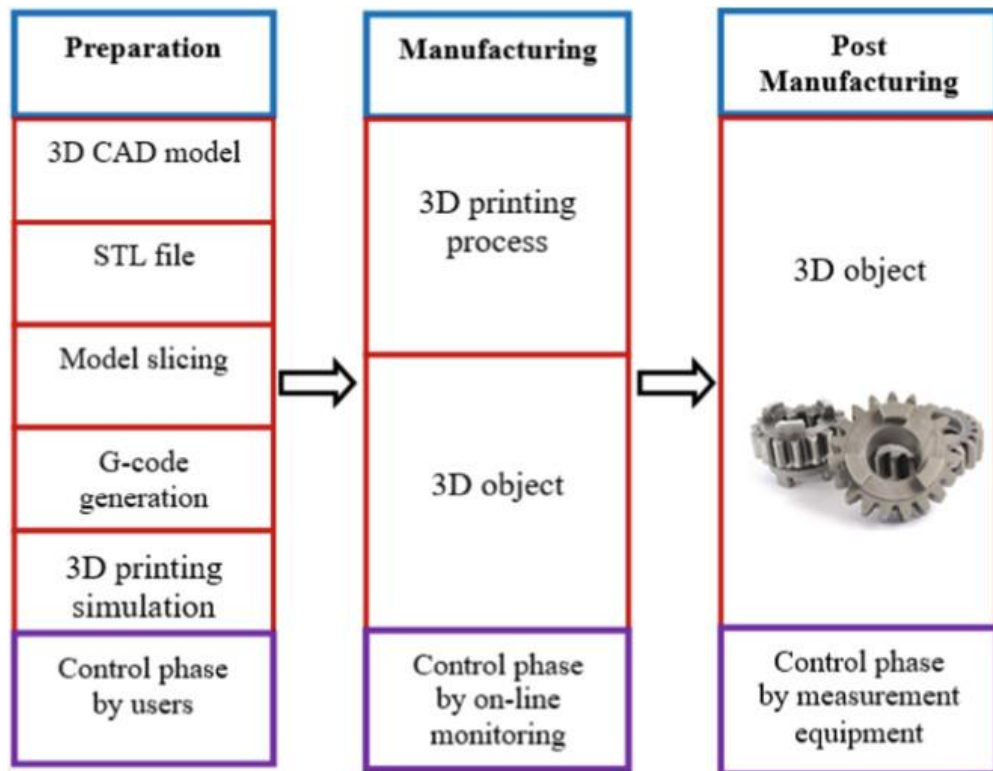 Preparation
3D CAD model
STL file
Model slicing
G-code
generation
3D printing
simulation
Control phase
by users
Manufacturing
3D printing
process
3D object
Control phase
by on-line
monitoring
Post
Manufacturing
3D object
Control phase
by measurement
equipment